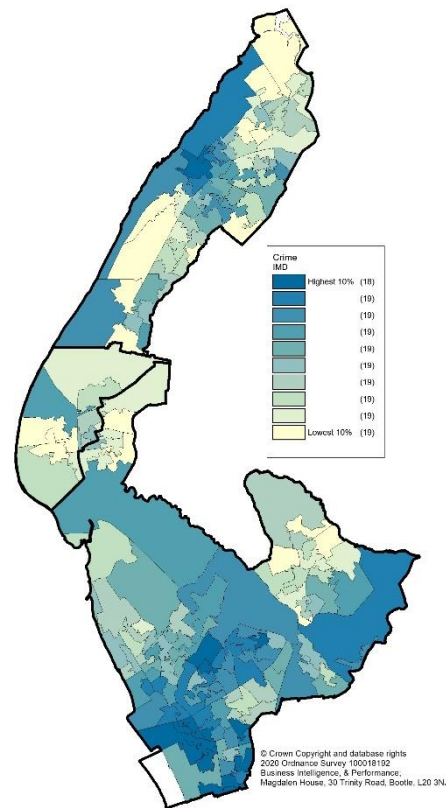 Crime
IMD
Highest 10% (18)
(19)
(19)
(19)
(19)
(19)
(19)
(19)
(19)
Lowest 10% (19)
© Crown Copyright and database rights
2020 Ordnance Survey 100018192
Business Intelligence, & Performance,
Magdalen House, 30 Trinity Road, Bootle. L20 3NJ